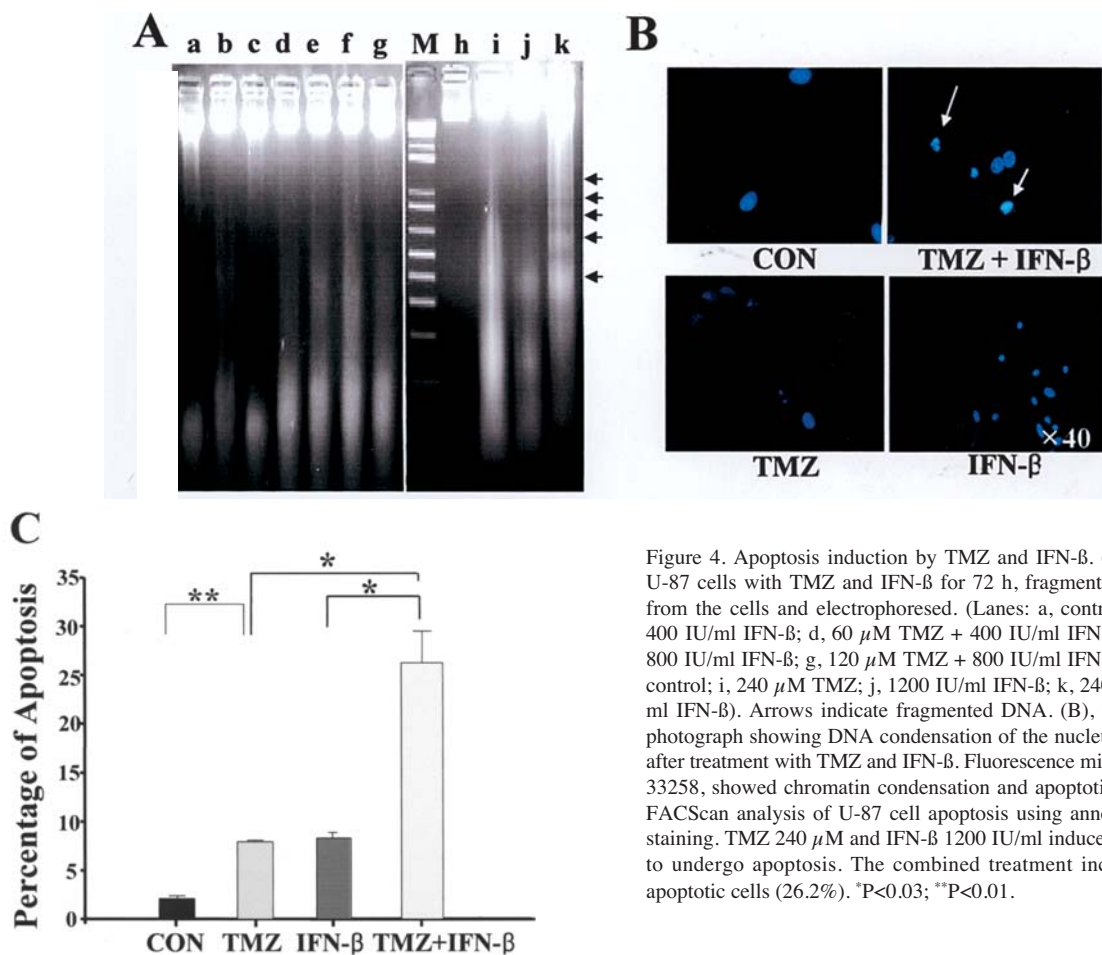 A
a b c d e f g M h i j k
B
CON
TMZ + IFN-β
TMZ
IFN-β
×40
C
Percentage of Apoptosis
35
30
25
20
15
10
5
0
**
*
*
CON TMZ IFN-β TMZ+IFN-β
Figure 4. Apoptosis induction by TMZ and IFN-ß. (
U-87 cells with TMZ and IFN-ß for 72 h, fragment
from the cells and electrophoresed. (Lanes: a, contr
400 IU/ml IFN-ß; d, 60 µM TMZ + 400 IU/ml IFN
800 IU/ml IFN-ß; g, 120 µM TMZ + 800 IU/ml IFN
control; i, 240 µM TMZ; j, 1200 IU/ml IFN-ß; k, 240
ml IFN-ß). Arrows indicate fragmented DNA. (B),
photograph showing DNA condensation of the nuclet
after treatment with TMZ and IFN-ß. Fluorescence mi
33258, showed chromatin condensation and apoptoti
FACScan analysis of U-87 cell apoptosis using anne
staining. TMZ 240 µM and IFN-ß 1200 IU/ml induce
to undergo apoptosis. The combined treatment inc
apoptotic cells (26.2%). *P<0.03; **P<0.01.